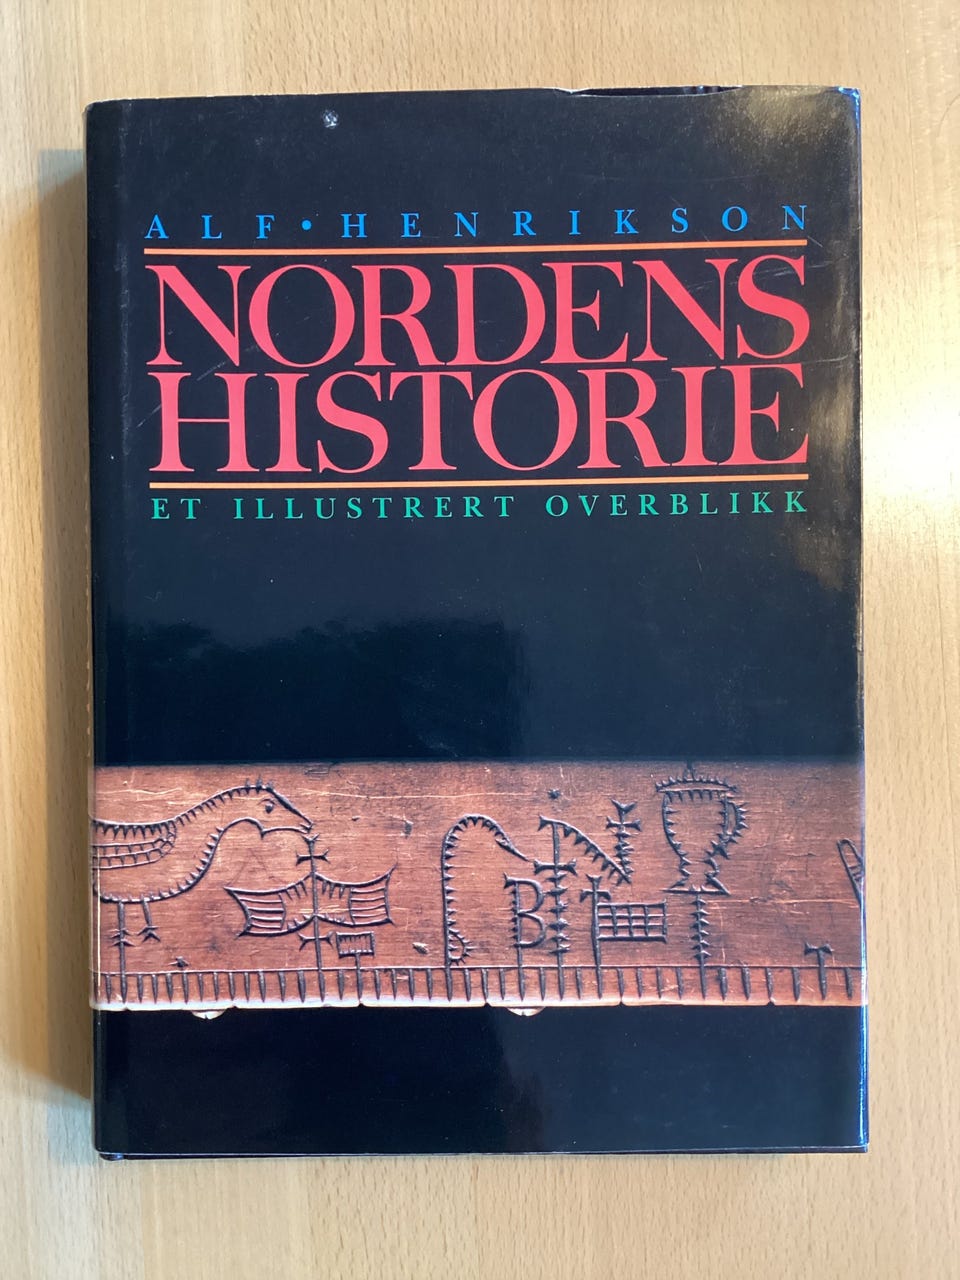 ALF • HENRIKSON
NORDENS
HISTORIE
ET ILLUSTRERT OVERBLIKK